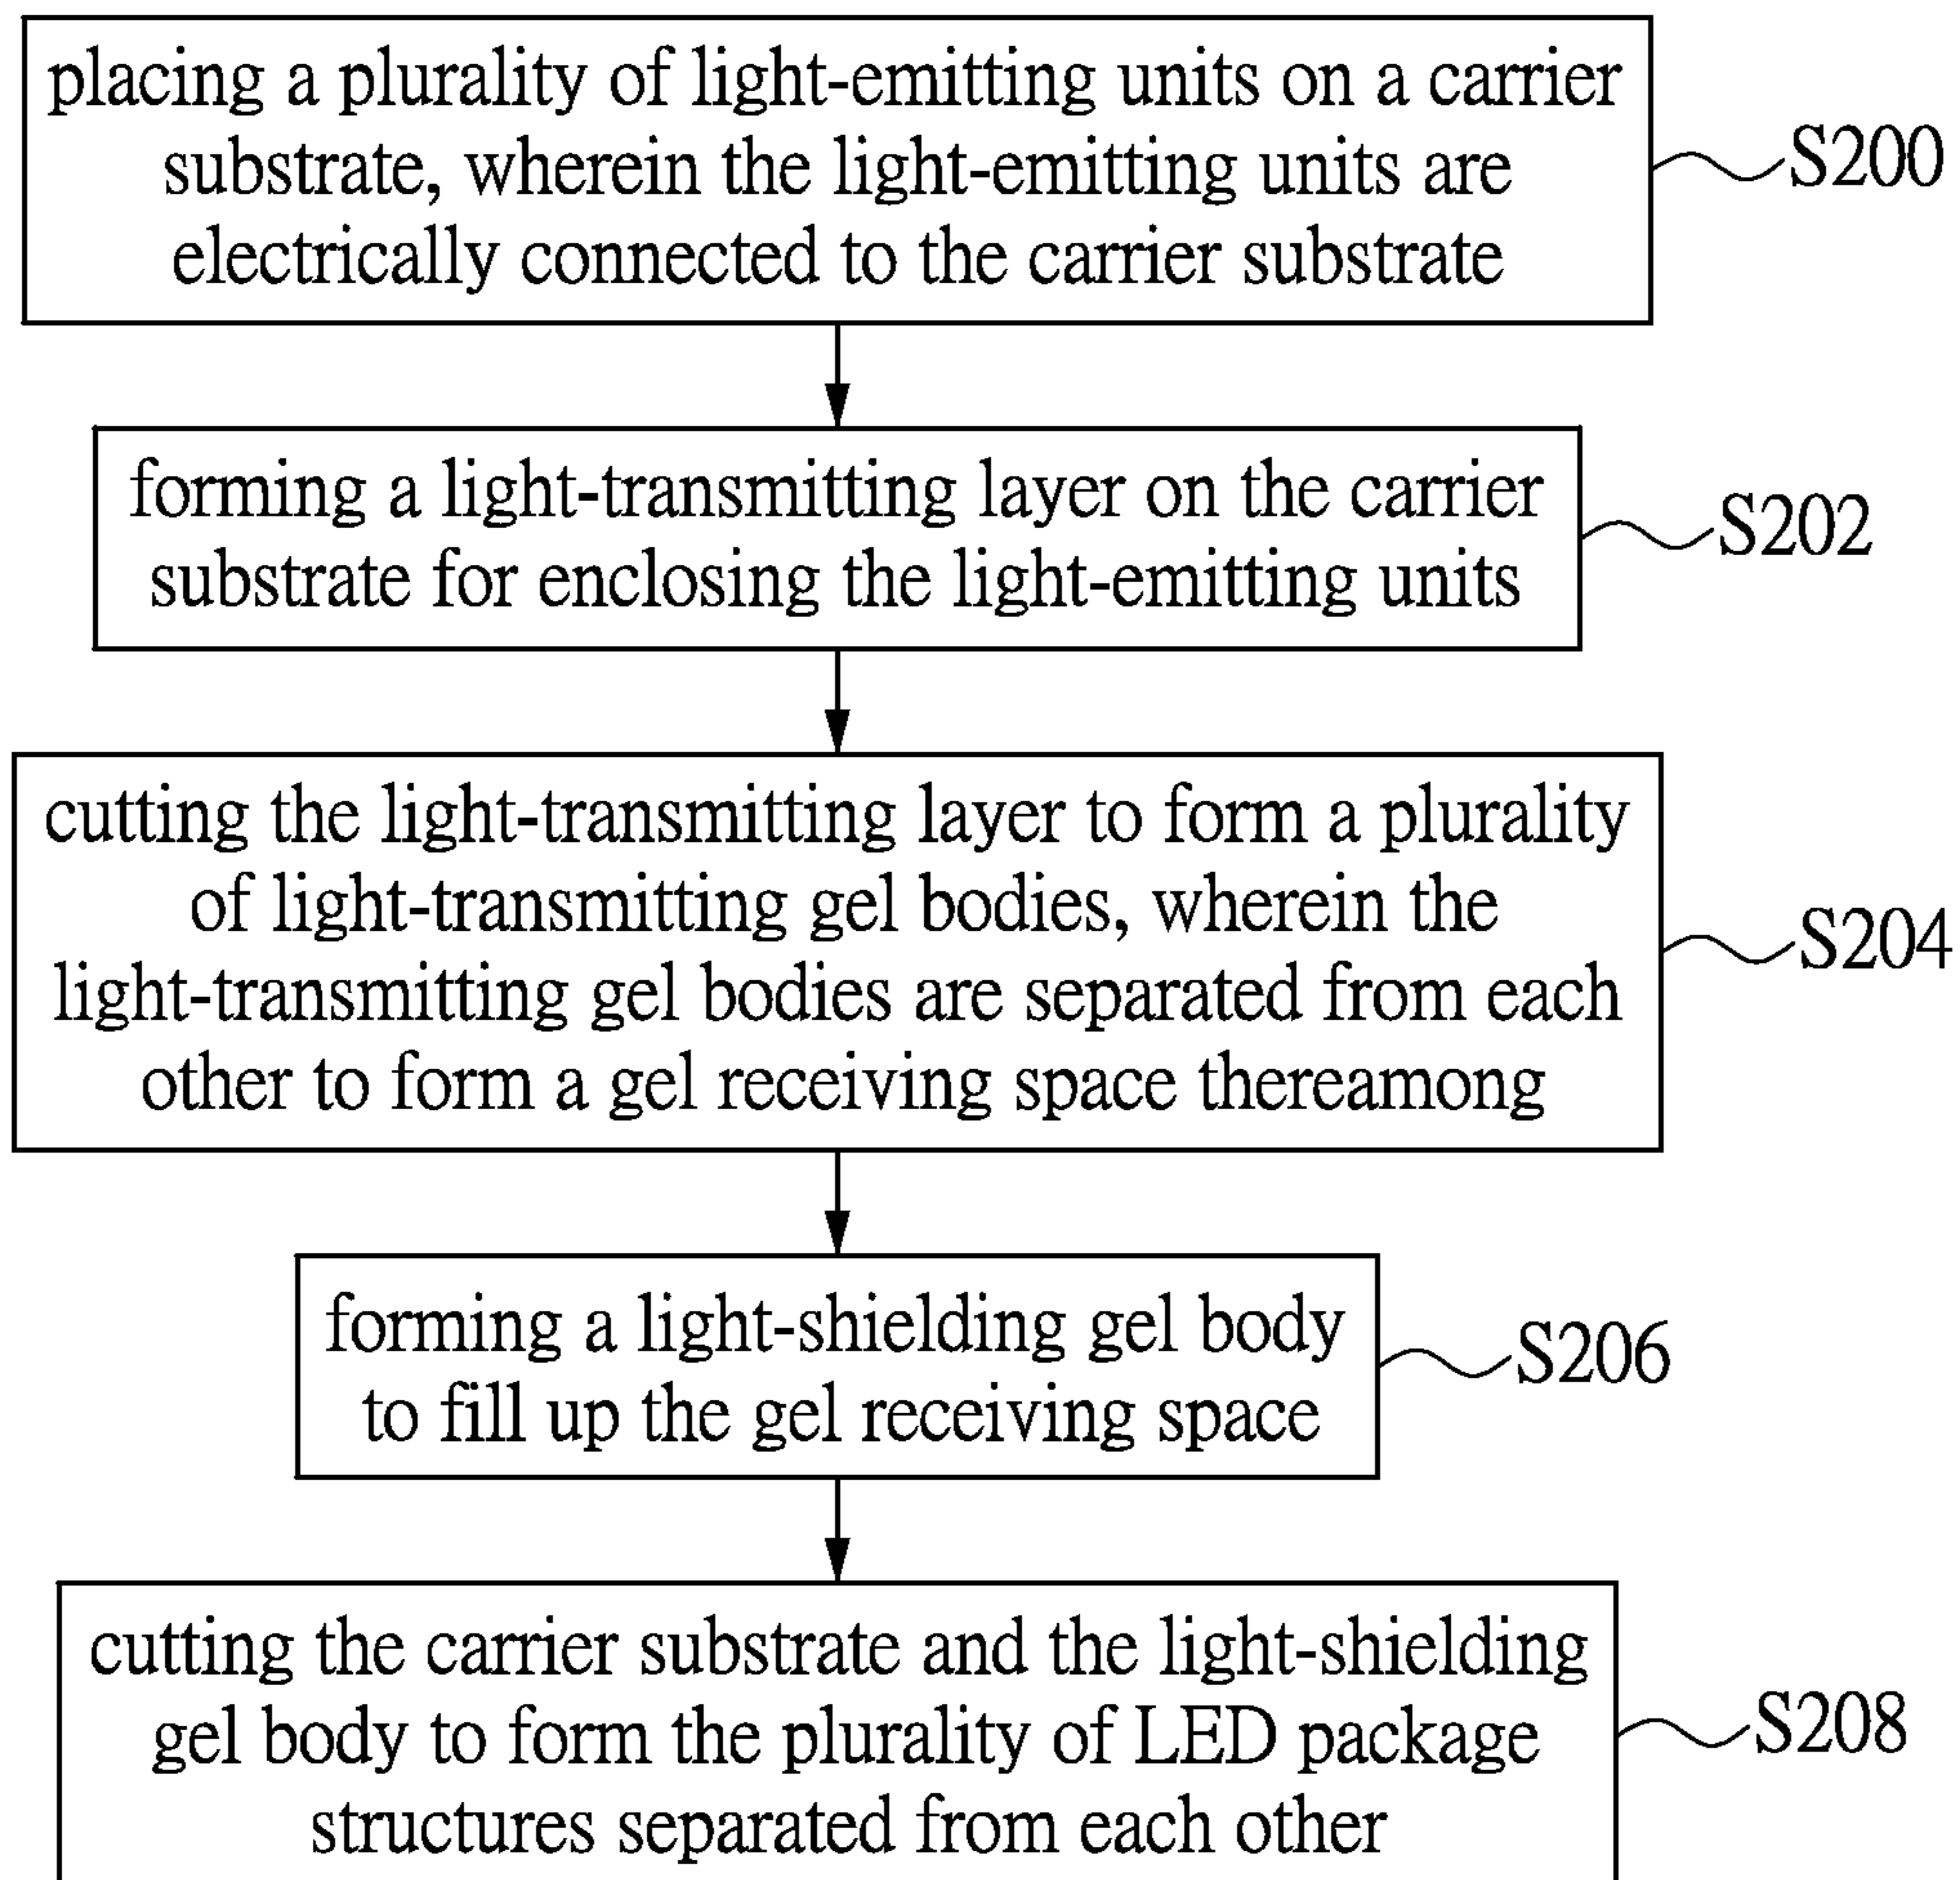 placing a plurality of light-emitting units on a carrier
substrate, wherein the light-emitting units are
electrically connected to the carrier substrate
S200
forming a light-transmitting layer on the carrier
substrate for enclosing the light-emitting units
S202
cutting the light-transmitting layer to form a plurality
of light-transmitting gel bodies, wherein the
light-transmitting gel bodies are separated from each
other to form a gel receiving space thereamong
S204
forming a light-shielding gel body
to fill up the gel receiving space
S206
cutting the carrier substrate and the light-shielding
gel body to form the plurality of LED package
structures separated from each other
S208